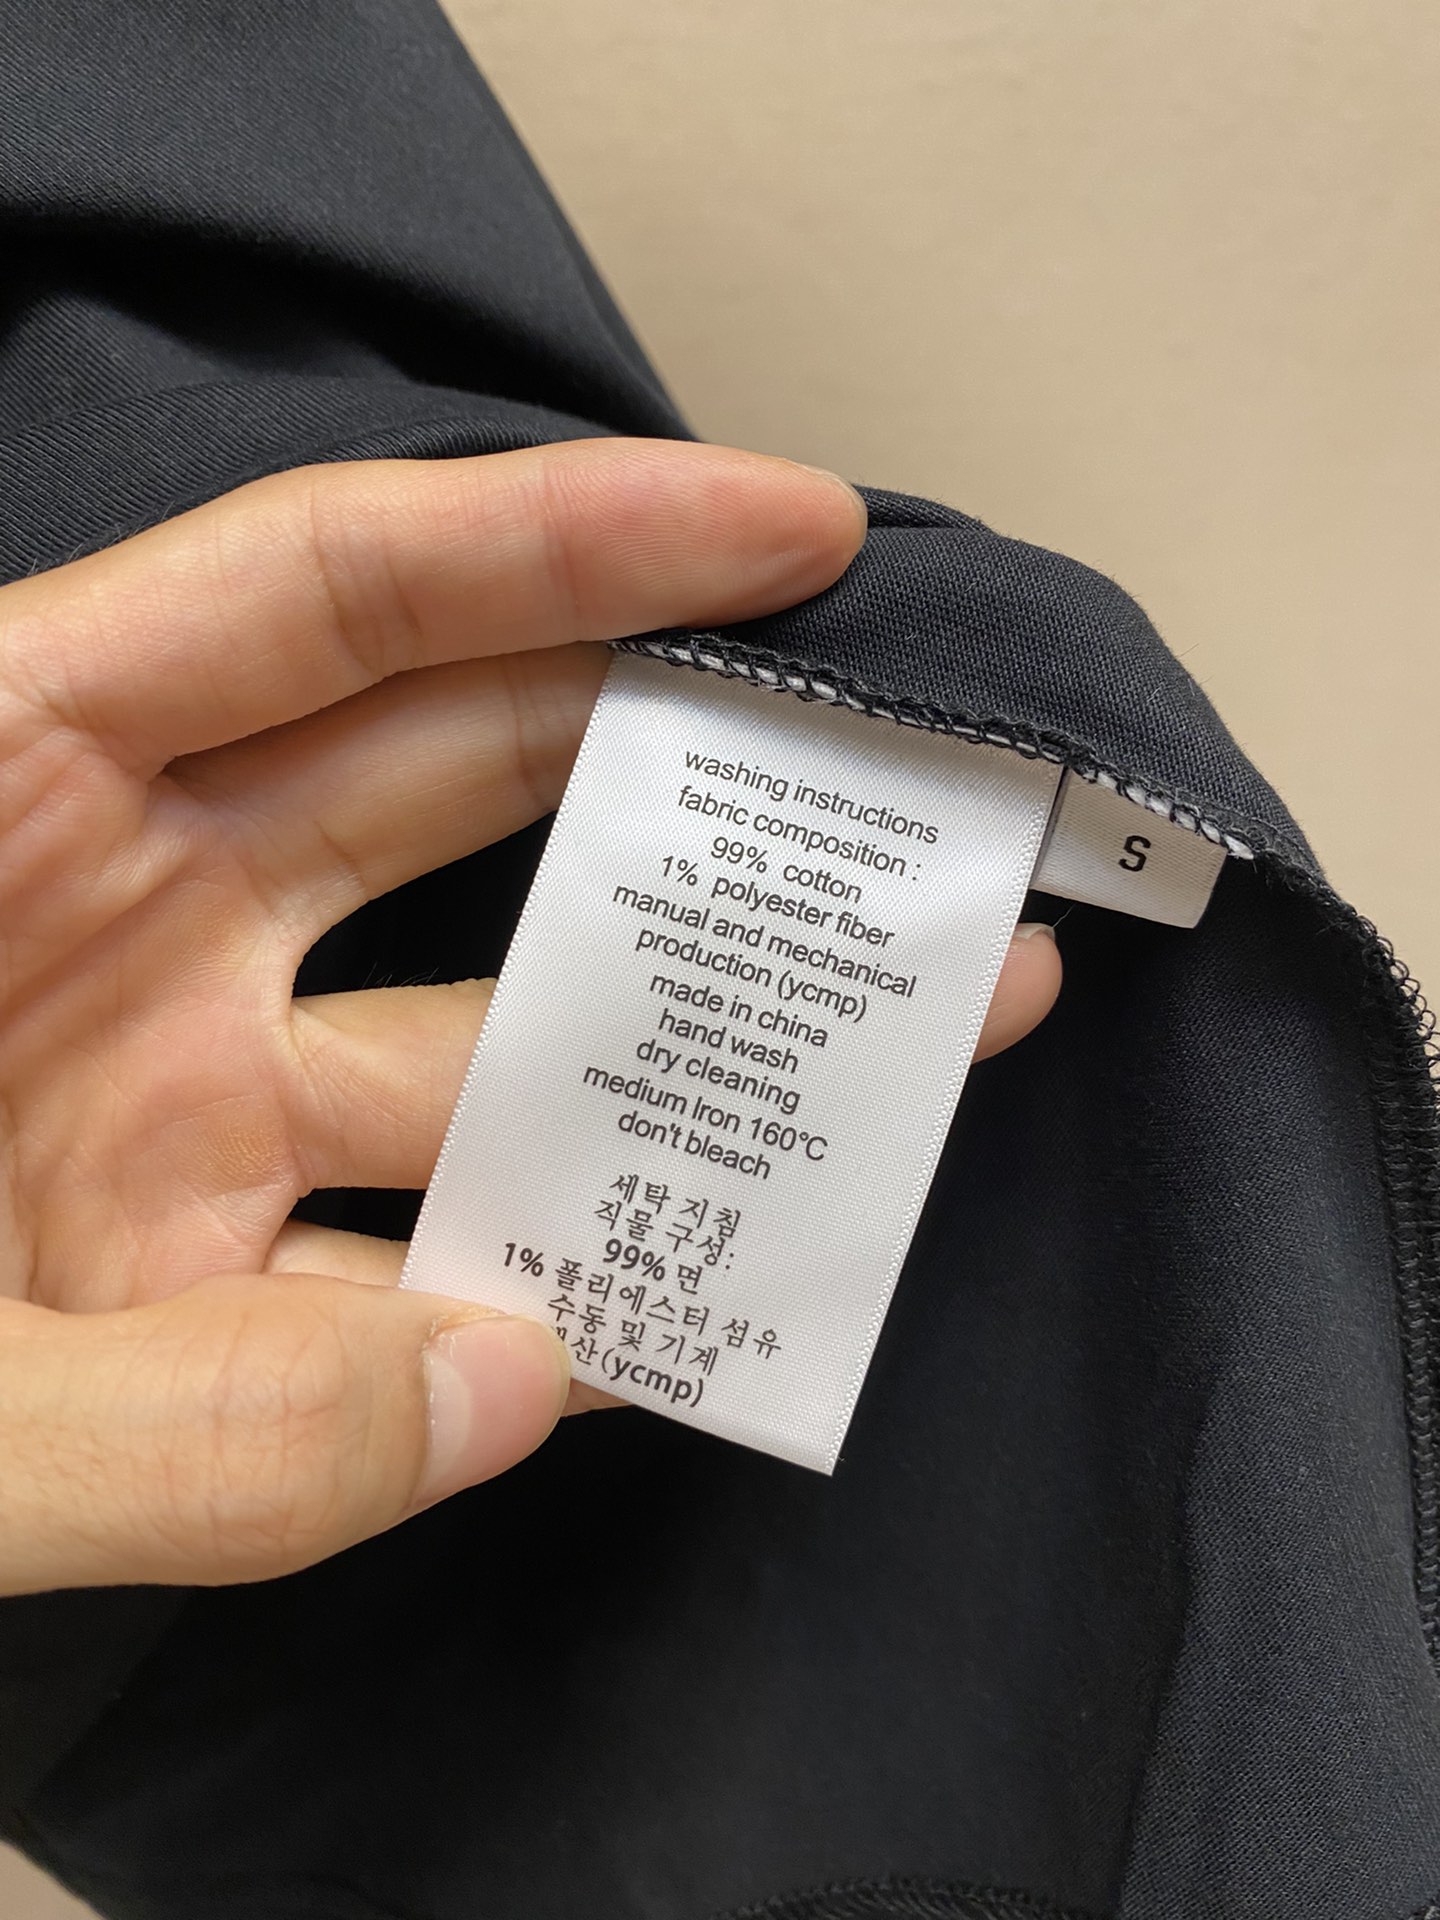 washing instructions
fabric composition :
99% cotton
1% polyester fiber
manual and mechanical
production (ycmp)
made in china
hand wash
dry cleaning
medium Iron 160°C
don't bleach
세탁 지침
직물 구성:
99% 면
1% 폴리에스터 섬유
수동 및 기계
(ycmp)
S